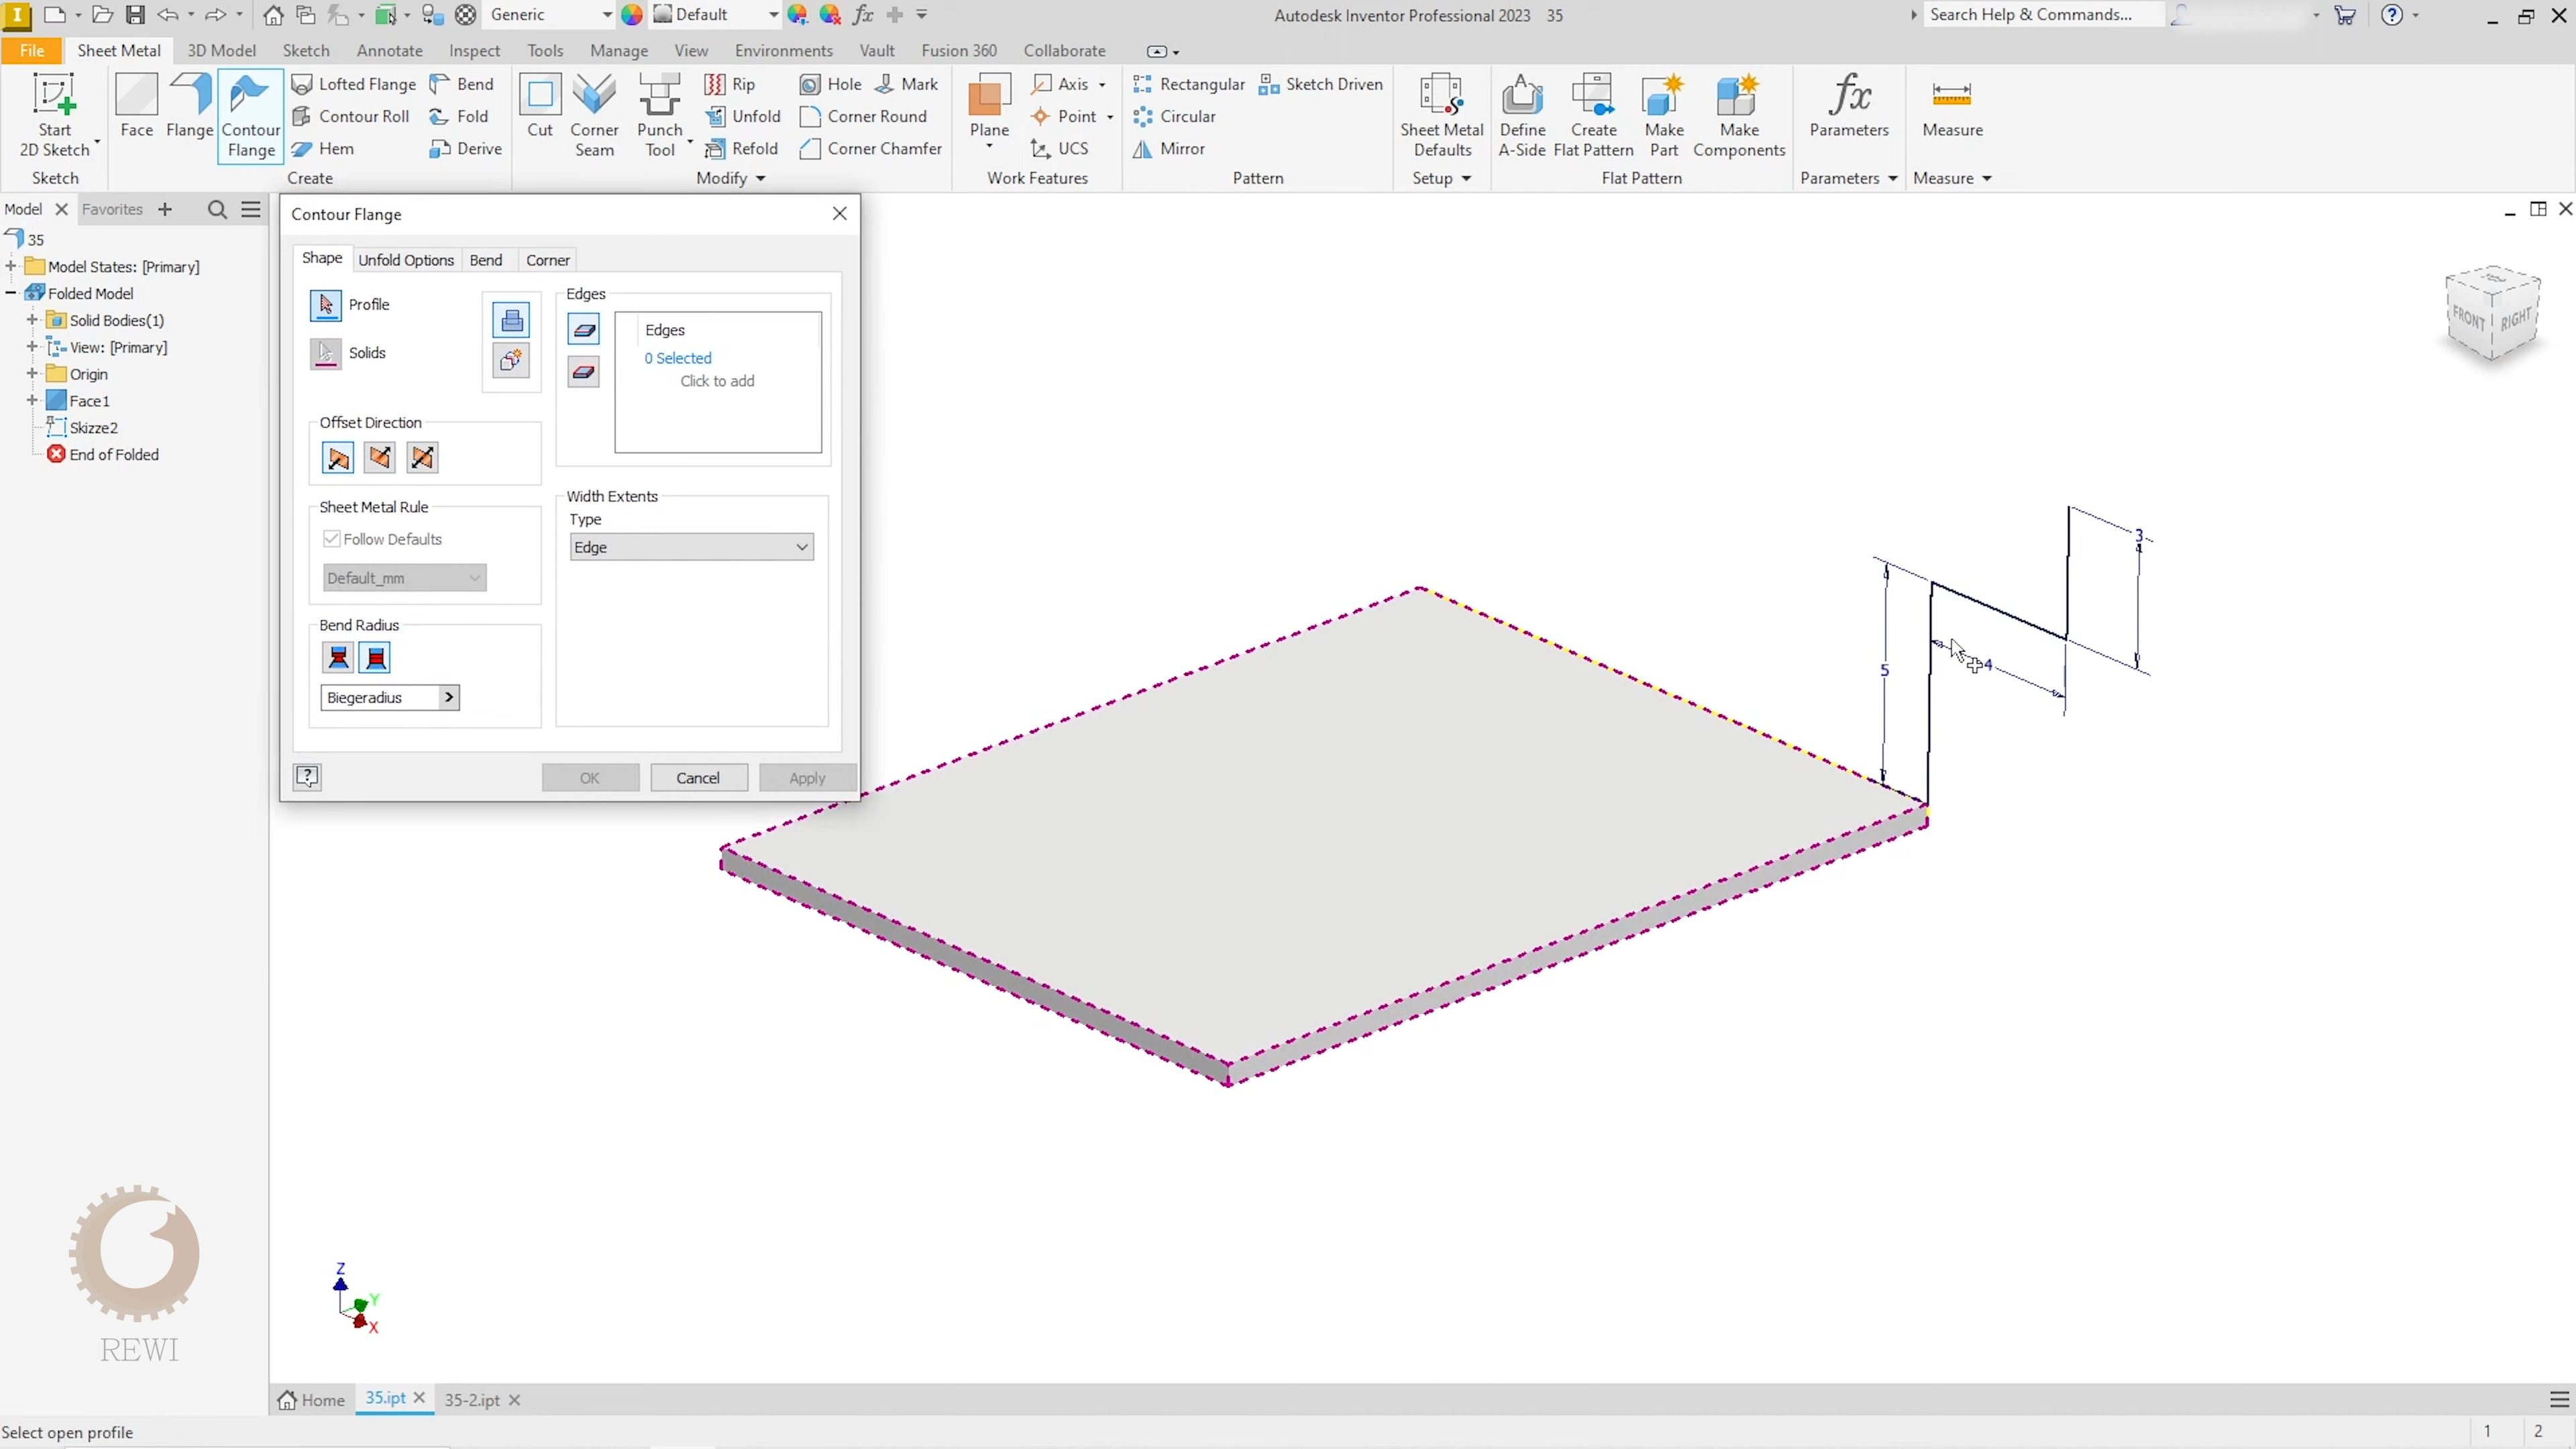 I Generic Default fx Autodesk Inventor Professional 2023 35 Search Help & Commands... ?
File Sheet Metal 3D Model Sketch Annotate Inspect Tools Manage View Environments Vault Fusion 360 Collaborate
Start 2D Sketch
Face
Flange
Contour Flange
Lofted Flange
Contour Roll
Hem
Bend
Fold
Derive
Cut
Corner Seam
Punch Tool
Rip
Unfold
Refold
Hole
Mark
Corner Round
Corner Chamfer
Plane
Axis
Point
UCS
Rectangular
Sketch Driven
Circular
Mirror
Sheet Metal Defaults
Define A-Side
Create Flat Pattern
Make Part
Make Components
fx
Parameters
Measure
Sketch Create Modify Work Features Pattern Setup Flat Pattern Parameters Measure
Model Favorites
35
Model States: [Primary]
Folded Model
Solid Bodies(1)
View: [Primary]
Origin
Face1
Skizze2
End of Folded
Contour Flange
Shape Unfold Options Bend Corner
Profile
Solids
Edges
Edges
0 Selected
Click to add
Offset Direction
Sheet Metal Rule
Follow Defaults
Default_mm
Bend Radius
Biegeradius
Width Extents
Type
Edge
?
OK Cancel Apply
FRONT RIGHT
3
5
4
Z
Y
X
REWI
Home 35.ipt 35-2.ipt
Select open profile 1 2